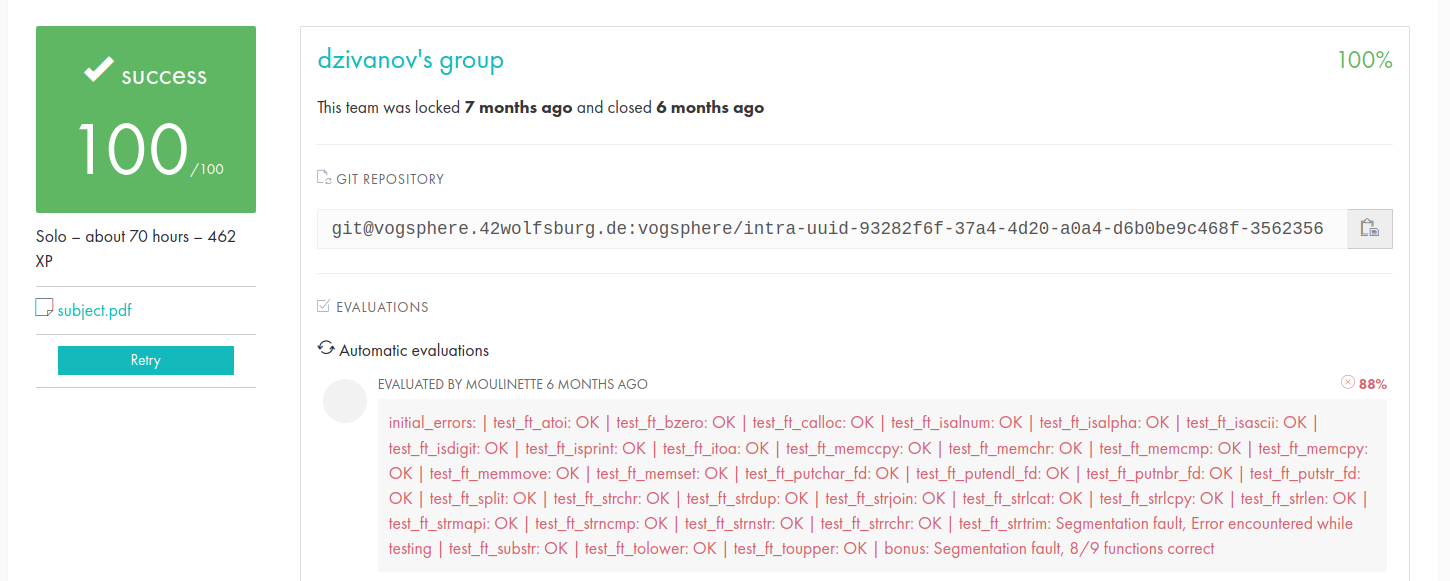 success
100/100
Solo – about 70 hours – 462
XP
subject.pdf
Retry
dzivanov's group
100%
This team was locked 7 months ago and closed 6 months ago
GIT REPOSITORY
git@vogsphere.42wolfsburg.de:vogsphere/intra-uuid-93282f6f-37a4-4d20-a0a4-d6b0be9c468f-3562356
EVALUATIONS
Automatic evaluations
EVALUATED BY MOULINETTE 6 MONTHS AGO
88%
initial_errors: | test_ft_atoi: OK | test_ft_bzero: OK | test_ft_calloc: OK | test_ft_isalnum: OK | test_ft_isalpha: OK | test_ft_isascii: OK |
test_ft_isdigit: OK | test_ft_isprint: OK | test_ft_itoa: OK | test_ft_memccpy: OK | test_ft_memchr: OK | test_ft_memcmp: OK | test_ft_memcpy:
OK | test_ft_memmove: OK | test_ft_memset: OK | test_ft_putchar_fd: OK | test_ft_putendl_fd: OK | test_ft_putnbr_fd: OK | test_ft_putstr_fd:
OK | test_ft_split: OK | test_ft_strchr: OK | test_ft_strdup: OK | test_ft_strjoin: OK | test_ft_strlcat: OK | test_ft_strlcpy: OK | test_ft_strlen: OK |
test_ft_strmapi: OK | test_ft_strncmp: OK | test_ft_strnstr: OK | test_ft_strrchr: OK | test_ft_strtrim: Segmentation fault, Error encountered while
testing | test_ft_substr: OK | test_ft_tolower: OK | test_ft_toupper: OK | bonus: Segmentation fault, 8/9 functions correct